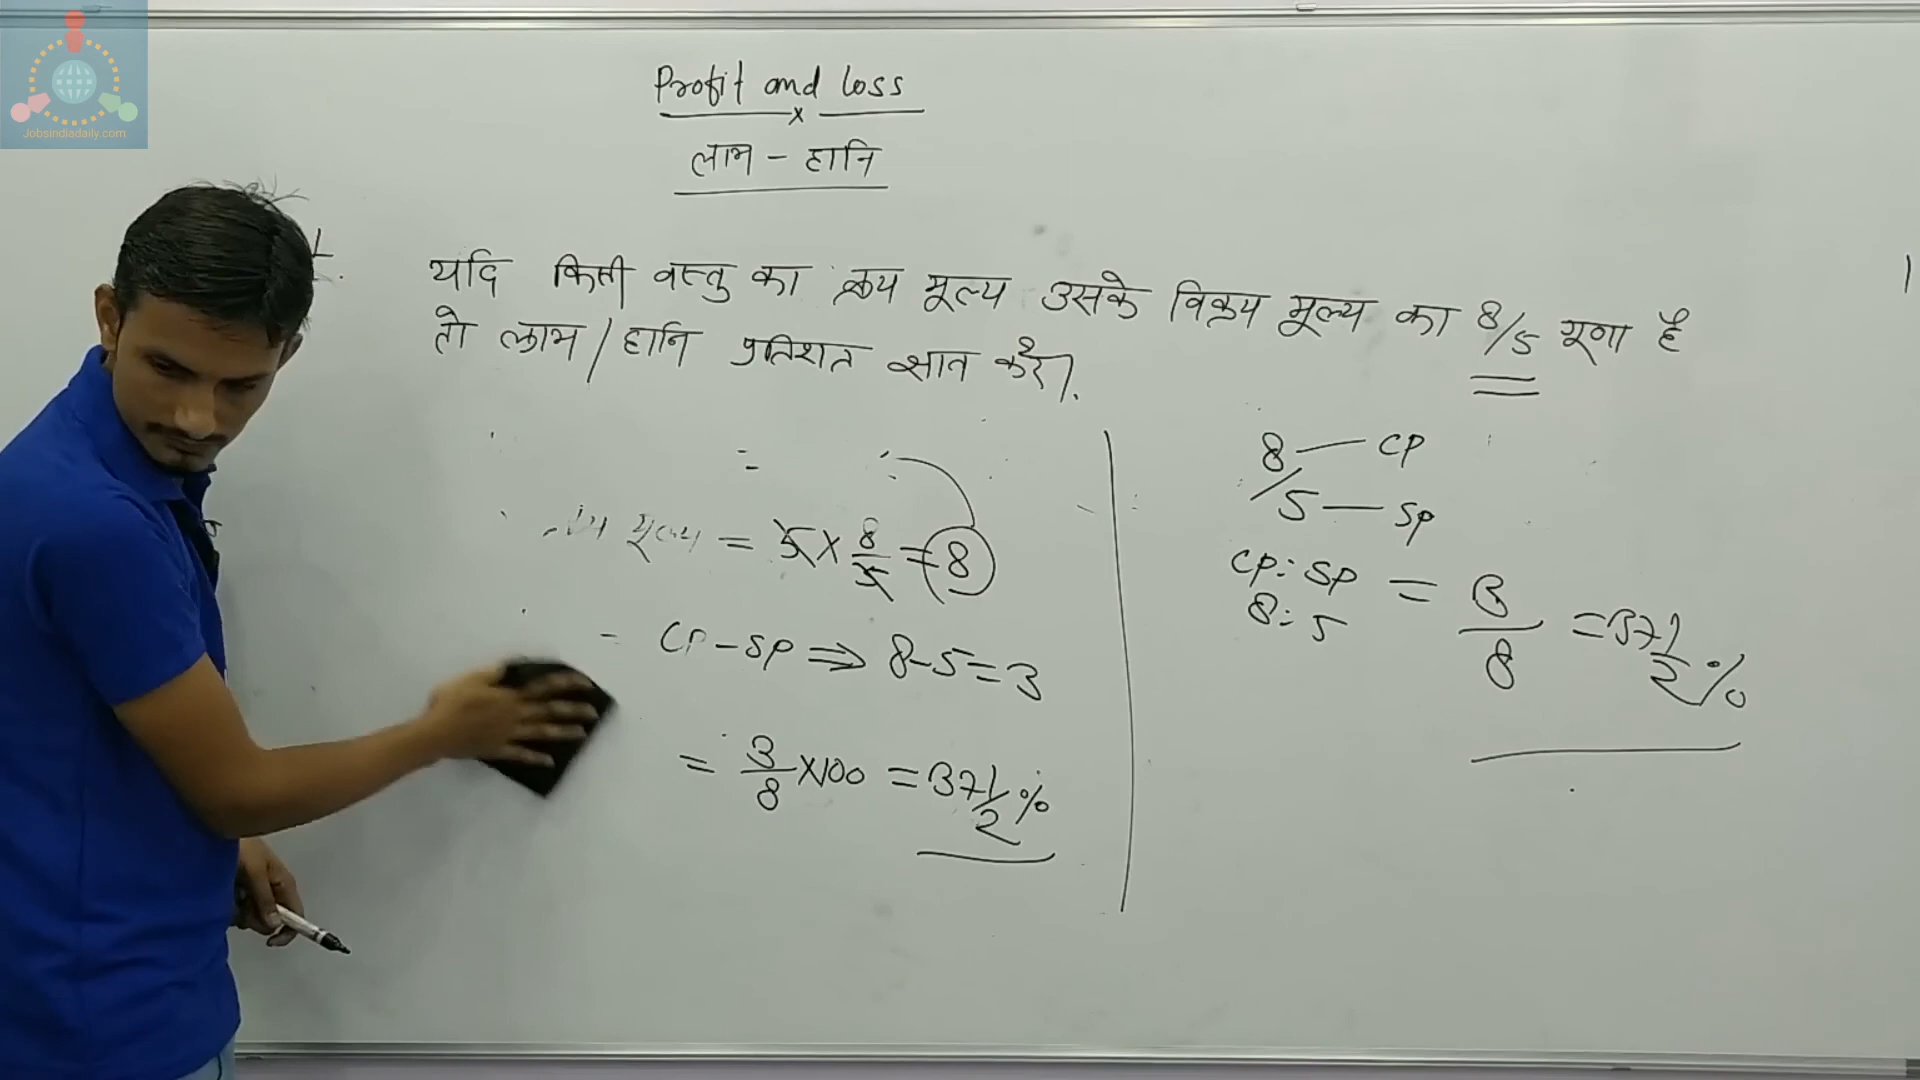 Jobsindiadaily.com
Profit and loss
x
लाभ - हानि
1.
यदि किसी वस्तु का क्रय मूल्य उसके विक्रय मूल्य का 8/5 गुणा है
तो लाभ / हानि प्रतिशत ज्ञात करें।
=
मूल्य = 5 × 8/5 = 8
- CP - SP ⇒ 8 - 5 = 3
= 3/8 × 100 = 37 1/2 %
8 — CP
/5 — SP
CP : SP = 3/8 = 37 1/2 %
8 : 5